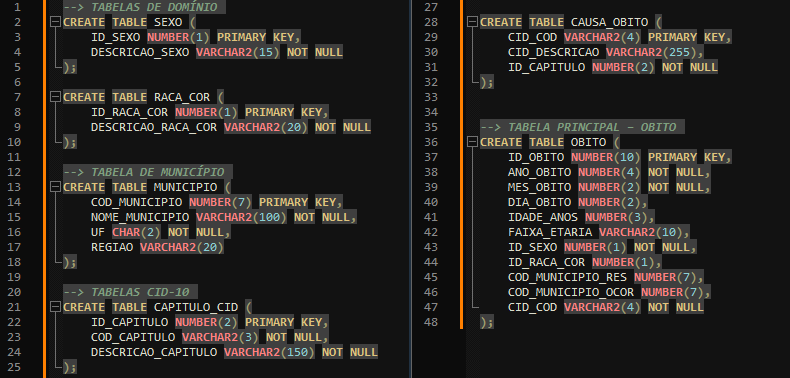 1 --> TABELAS DE DOMÍNIO
2 CREATE TABLE SEXO (
3 ID_SEXO NUMBER(1) PRIMARY KEY,
4 DESCRICAO_SEXO VARCHAR2(15) NOT NULL
5 );
6
7 CREATE TABLE RACA_COR (
8 ID_RACA_COR NUMBER(1) PRIMARY KEY,
9 DESCRICAO_RACA_COR VARCHAR2(20) NOT NULL
10 );
11
12 --> TABELA DE MUNICÍPIO
13 CREATE TABLE MUNICIPIO (
14 COD_MUNICIPIO NUMBER(7) PRIMARY KEY,
15 NOME_MUNICIPIO VARCHAR2(100) NOT NULL,
16 UF CHAR(2) NOT NULL,
17 REGIAO VARCHAR2(20)
18 );
19
20 --> TABELAS CID-10
21 CREATE TABLE CAPITULO_CID (
22 ID_CAPITULO NUMBER(2) PRIMARY KEY,
23 COD_CAPITULO VARCHAR2(3) NOT NULL,
24 DESCRICAO_CAPITULO VARCHAR2(150) NOT NULL
25 );
27
28 CREATE TABLE CAUSA_OBITO (
29 CID_COD VARCHAR2(4) PRIMARY KEY,
30 CID_DESCRICAO VARCHAR2(255),
31 ID_CAPITULO NUMBER(2) NOT NULL
32 );
33
34
35 --> TABELA PRINCIPAL – OBITO
36 CREATE TABLE OBITO (
37 ID_OBITO NUMBER(10) PRIMARY KEY,
38 ANO_OBITO NUMBER(4) NOT NULL,
39 MES_OBITO NUMBER(2) NOT NULL,
40 DIA_OBITO NUMBER(2),
41 IDADE_ANOS NUMBER(3),
42 FAIXA_ETARIA VARCHAR2(10),
43 ID_SEXO NUMBER(1) NOT NULL,
44 ID_RACA_COR NUMBER(1),
45 COD_MUNICIPIO_RES NUMBER(7),
46 COD_MUNICIPIO_OCOR NUMBER(7),
47 CID_COD VARCHAR2(4) NOT NULL
48 );